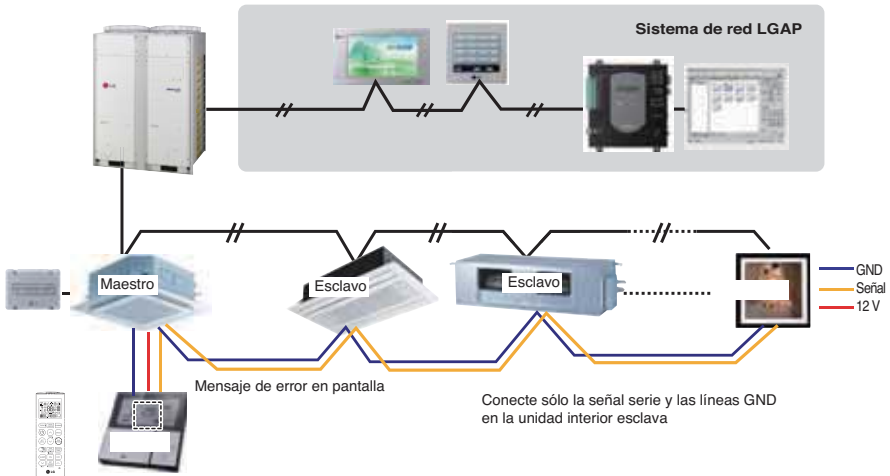 Sistema de red LGAP
Maestro
Esclavo
Esclavo
GND
Señal
12 V
Mensaje de error en pantalla
Conecte sólo la señal serie y las líneas GND
en la unidad interior esclava